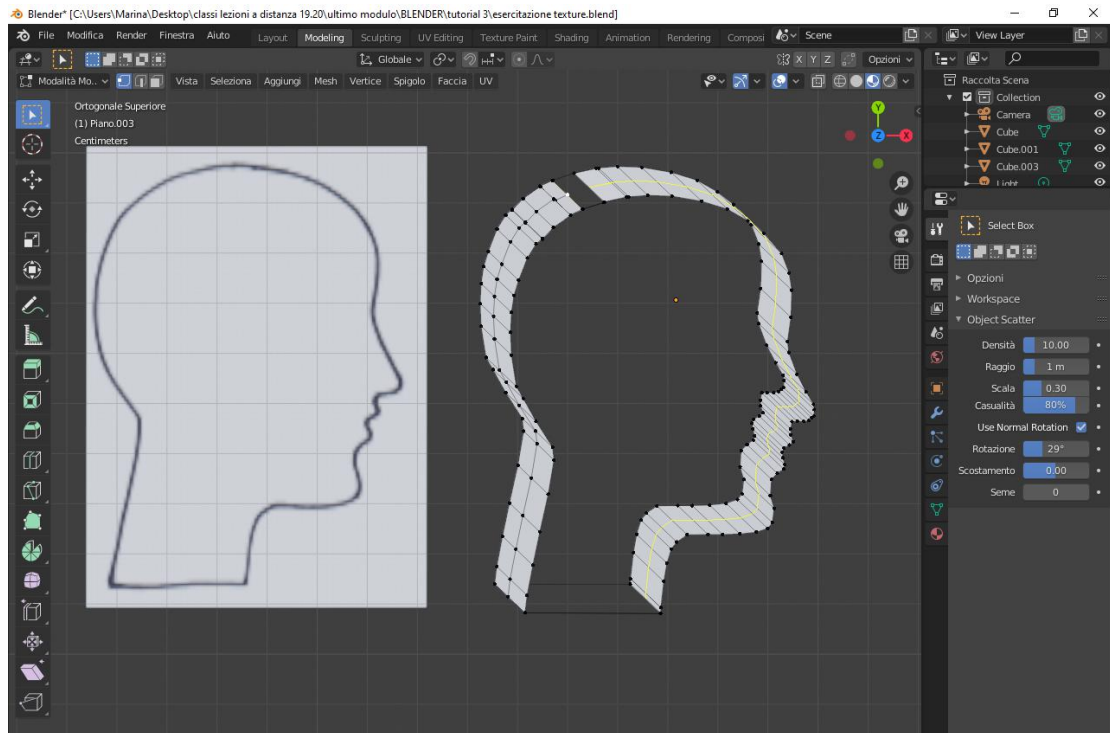 Blender* [C:\Users\Marina\Desktop\classi lezioni a distanza 19.20\ultimo modulo\BLENDER\tutorial 3\esercitazione texture.blend]
File Modifica Render Finestra Aiuto Layout Modeling Sculpting UV Editing Texture Paint Shading Animation Rendering Composi Scene View Layer
Globale X Y Z Opzioni
Modalità Mo.. Vista Seleziona Aggiungi Mesh Vertice Spigolo Faccia UV
Ortogonale Superiore
(1) Piano.003
Centimeters
Y
Z
X
Raccolta Scena
Collection
Camera
Cube
Cube.001
Cube.003
Light
Select Box
Opzioni
Workspace
Object Scatter
Densità 10.00
Raggio 1 m
Scala 0.30
Casualità 80%
Use Normal Rotation
Rotazione 29°
Scostamento 0.00
Seme 0